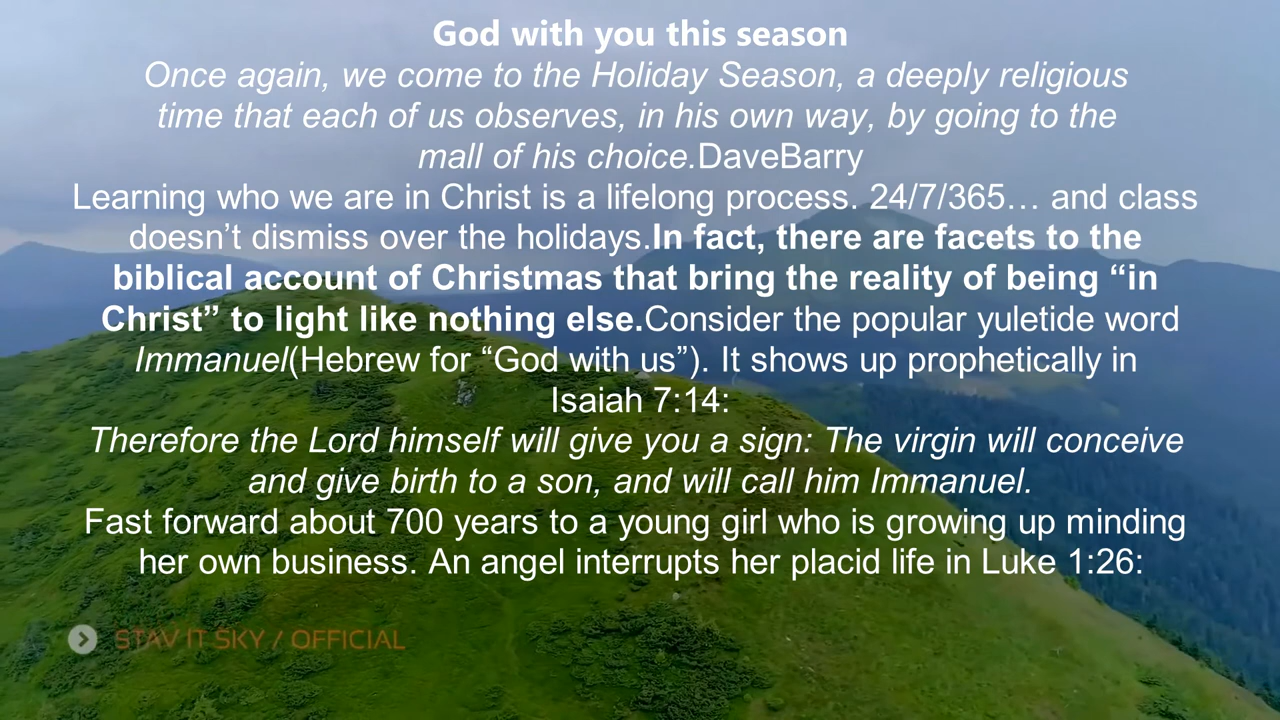 God with you this season
Once again, we come to the Holiday Season, a deeply religious
time that each of us observes, in his own way, by going to the
mall of his choice.DaveBarry
Learning who we are in Christ is a lifelong process. 24/7/365… and class
doesn’t dismiss over the holidays.In fact, there are facets to the
biblical account of Christmas that bring the reality of being “in
Christ” to light like nothing else.Consider the popular yuletide word
Immanuel(Hebrew for “God with us”). It shows up prophetically in
Isaiah 7:14:
Therefore the Lord himself will give you a sign: The virgin will conceive
and give birth to a son, and will call him Immanuel.
Fast forward about 700 years to a young girl who is growing up minding
her own business. An angel interrupts her placid life in Luke 1:26:
STAV IT SKY / OFFICIAL